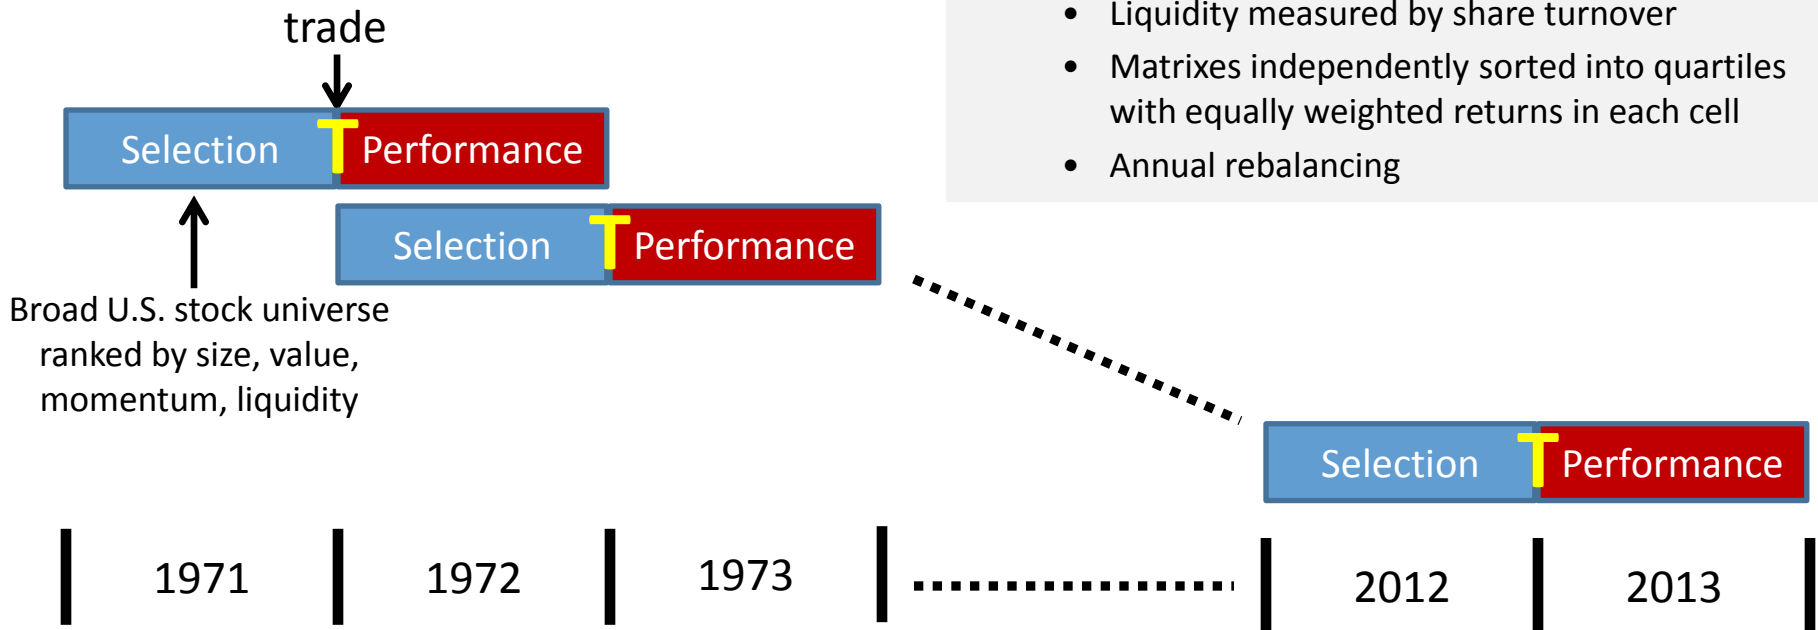 trade
• Liquidity measured by share turnover
• Matrixes independently sorted into quartiles
with equally weighted returns in each cell
• Annual rebalancing
Selection T Performance
Selection T Performance
Broad U.S. stock universe
ranked by size, value,
momentum, liquidity
Selection T Performance
1971 1972 1973 2012 2013